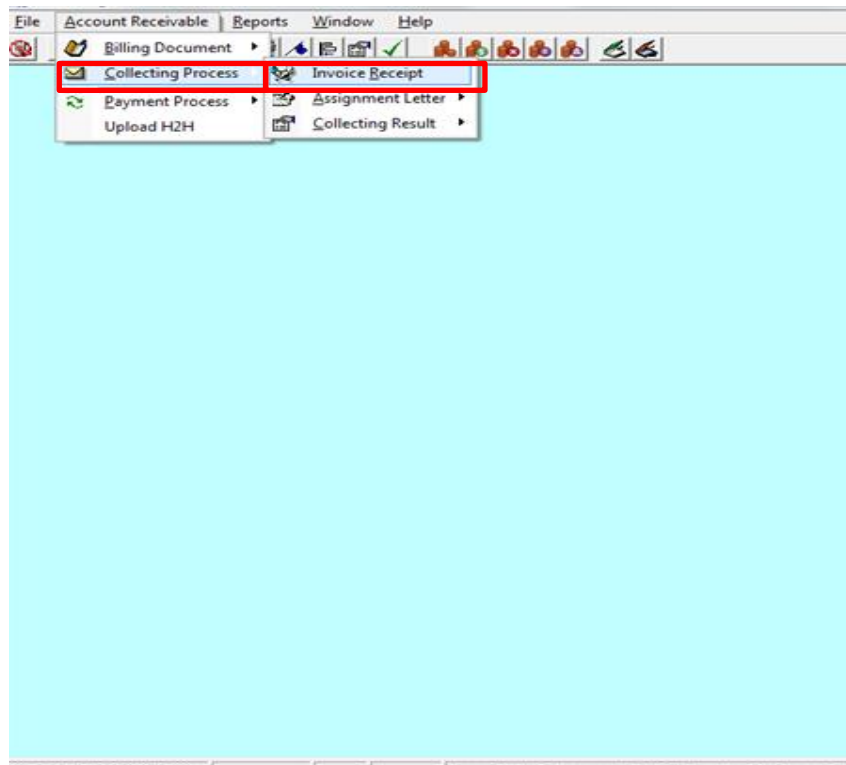 File Account Receivable Reports Window Help
Billing Document
Collecting Process
Payment Process
Upload H2H
Invoice Receipt
Assignment Letter
Collecting Result